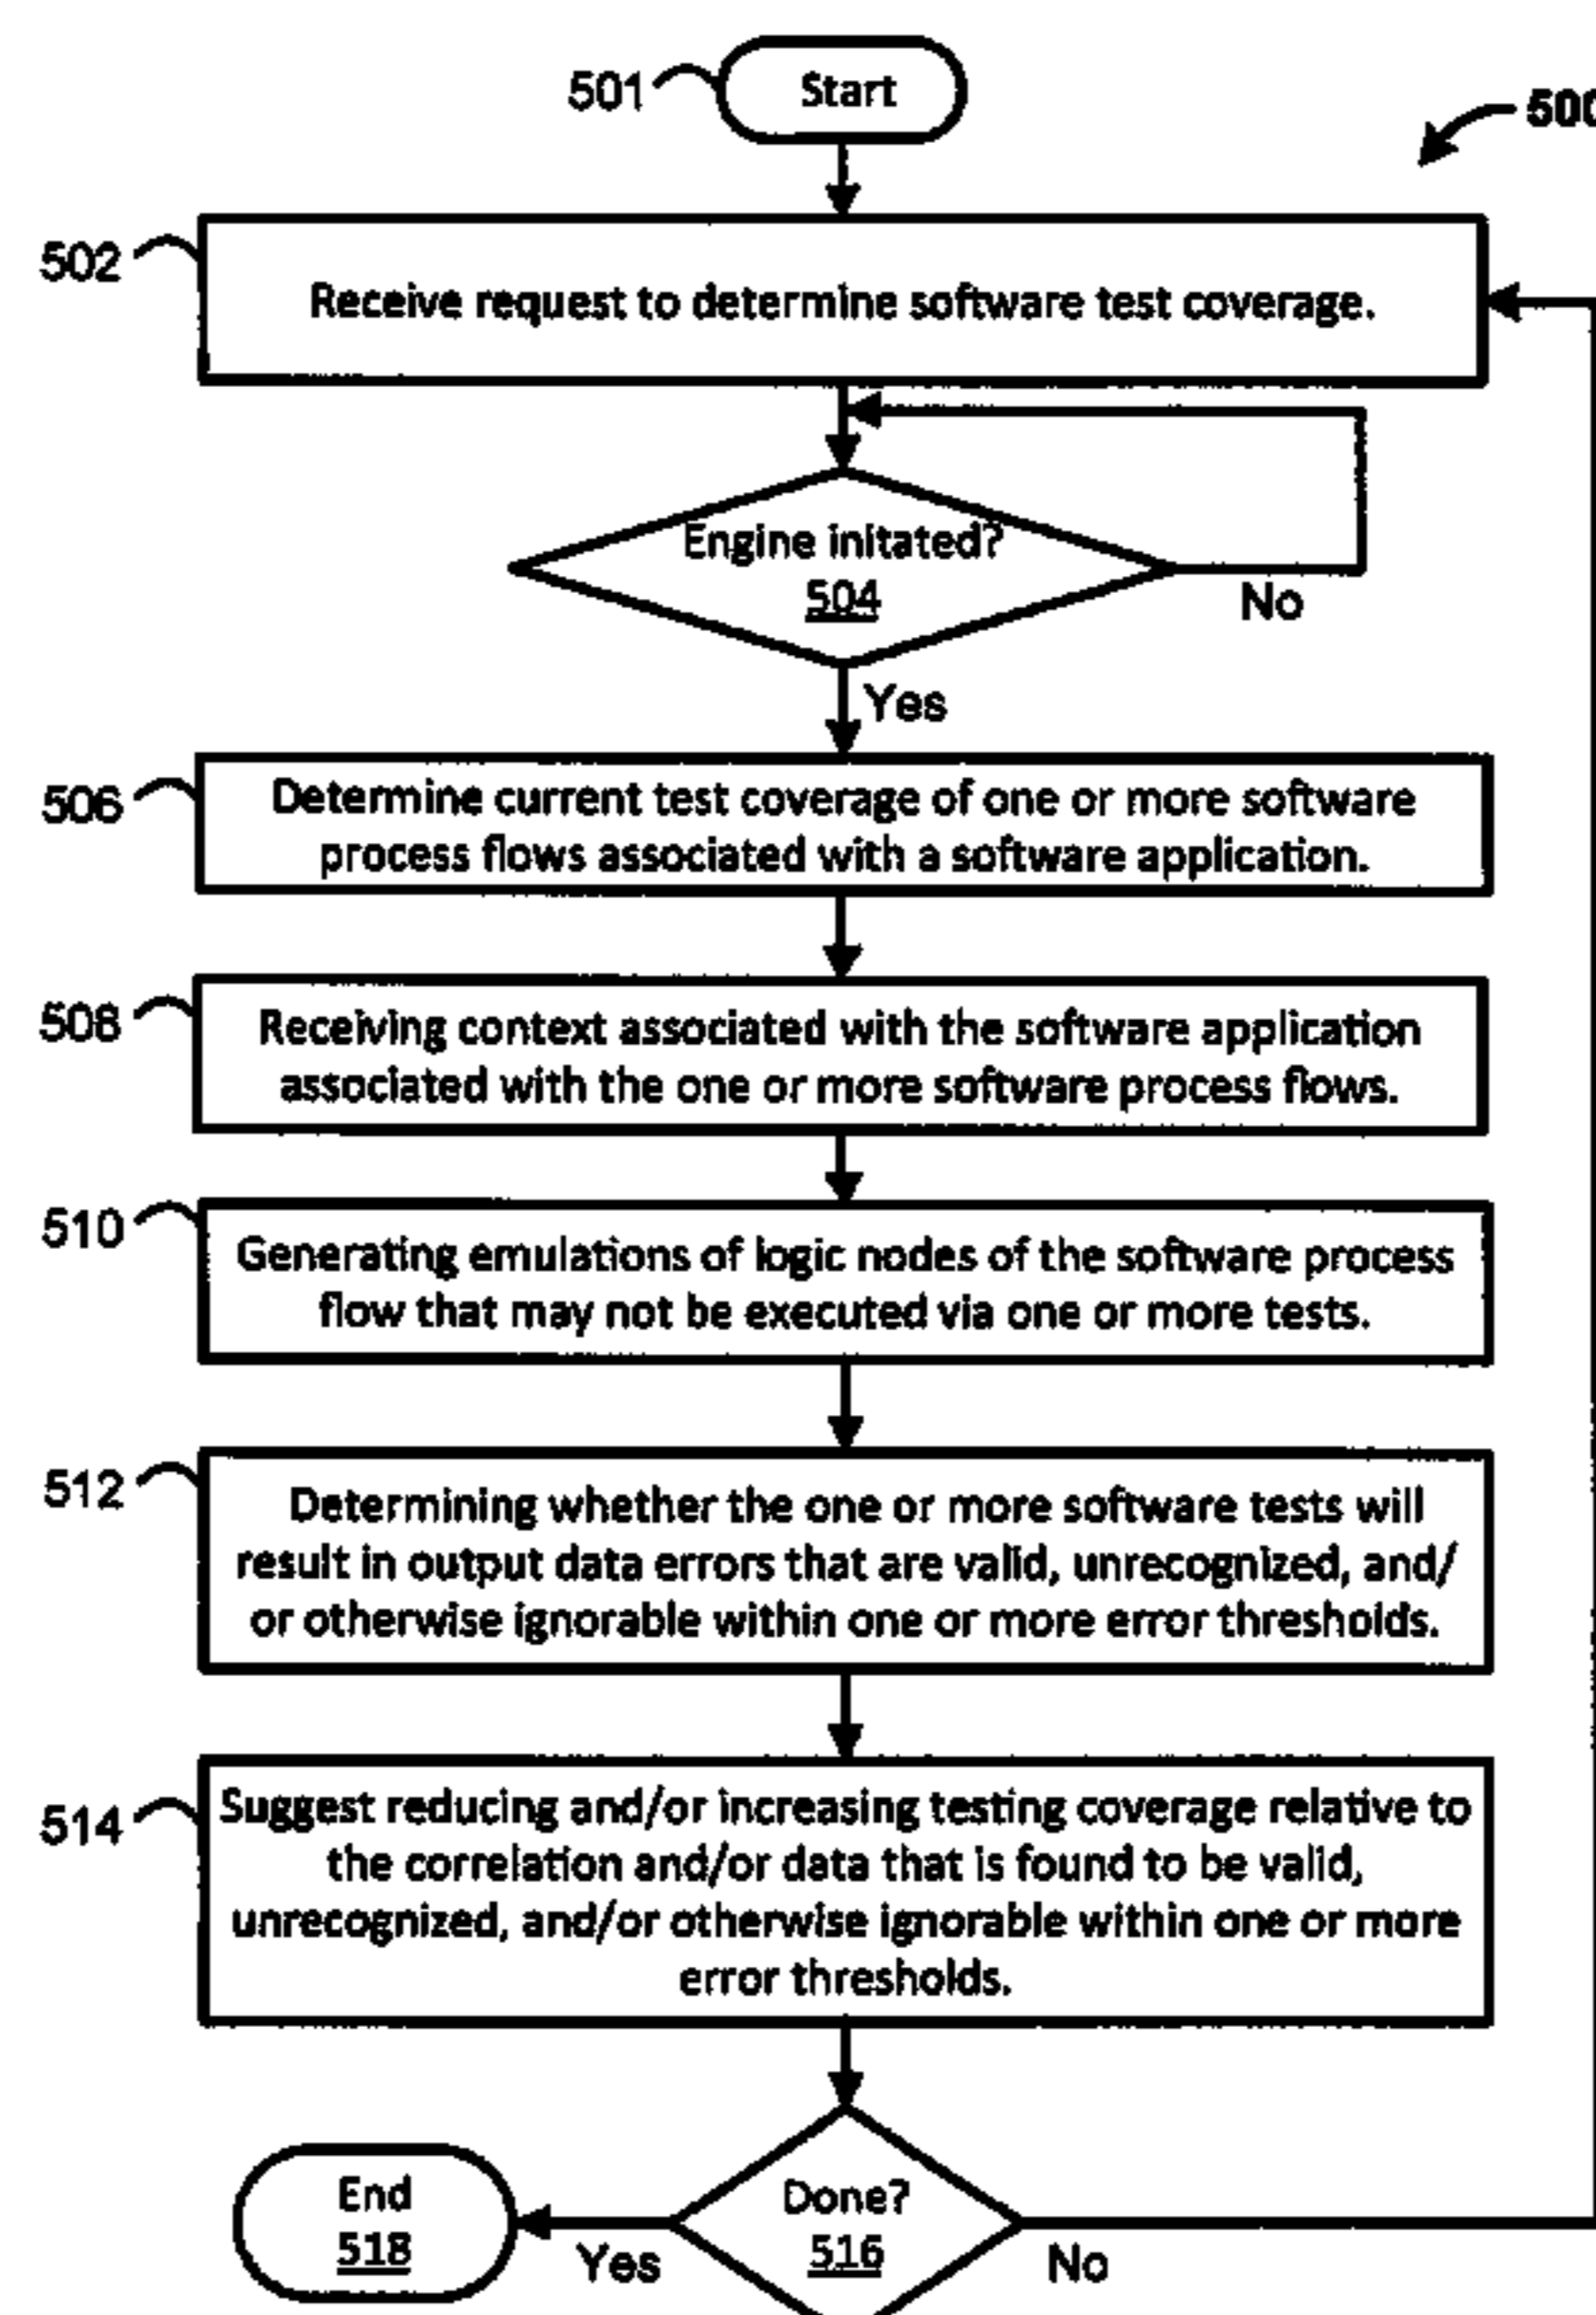 501
Start
500
502
Receive request to determine software test coverage.
Engine initated?
504
No
Yes
506
Determine current test coverage of one or more software
process flows associated with a software application.
508
Receiving context associated with the software application
associated with the one or more software process flows.
510
Generating emulations of logic nodes of the software process
flow that may not be executed via one or more tests.
512
Determining whether the one or more software tests will
result in output data errors that are valid, unrecognized, and/
or otherwise ignorable within one or more error thresholds.
514
Suggest reducing and/or increasing testing coverage relative to
the correlation and/or data that is found to be valid,
unrecognized, and/or otherwise ignorable within one or more
error thresholds.
End
518
Yes
Done?
516
No